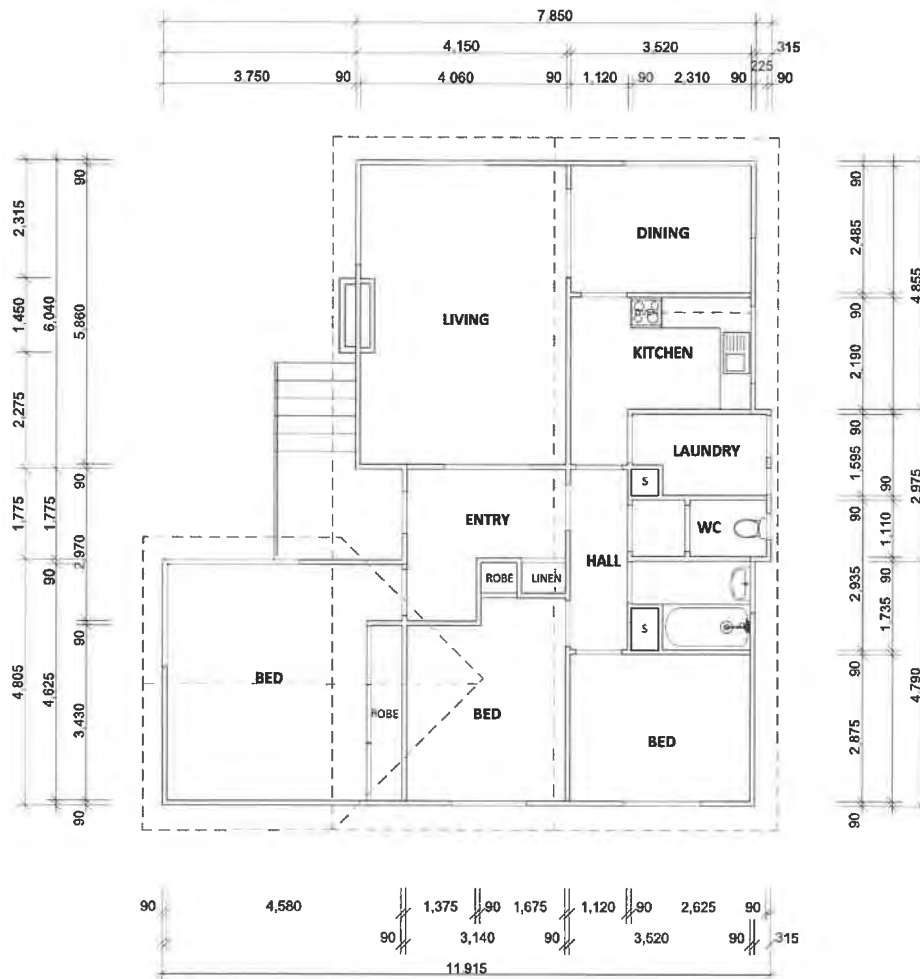 7.850
4,150 3.520 315
225
3.750 90 4 060 90 1,120 90 2.310 90 90
90 90
2,315 2,485
DINING
4.855
1,450 6,040 5,860 90
LIVING
KITCHEN 2,190
2,275
90
LAUNDRY
90 1,595 90 2.975
S
1,775 1,775 ENTRY WC 90 1,110
2,970 HALL
90 ROBE LINEN 90 2,935
S 1,735
90
4,805 4,625 BED ROBE BED BED 90 4.790
3,430 2,875
90 90
90 4,580 90 1,375 90 1,675 90 1,120 90 2,625 90
90 3,140 90 3,520 90 315
11.915